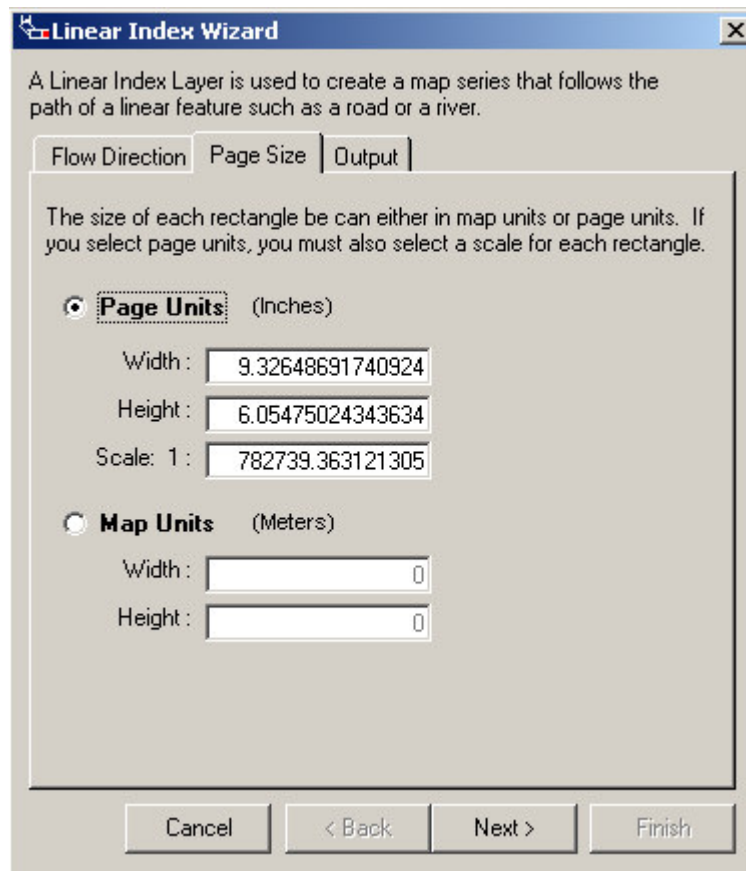 Linear Index Wizard
A Linear Index Layer is used to create a map series that follows the
path of a linear feature such as a road or a river.
Flow Direction Page Size Output
The size of each rectangle be can either in map units or page units. If
you select page units, you must also select a scale for each rectangle.
Page Units (Inches)
Width : 9.32648691740924
Height : 6.05475024343634
Scale: 1 : 782739.363121305
Map Units (Meters)
Width : 0
Height : 0
Cancel < Back Next > Finish